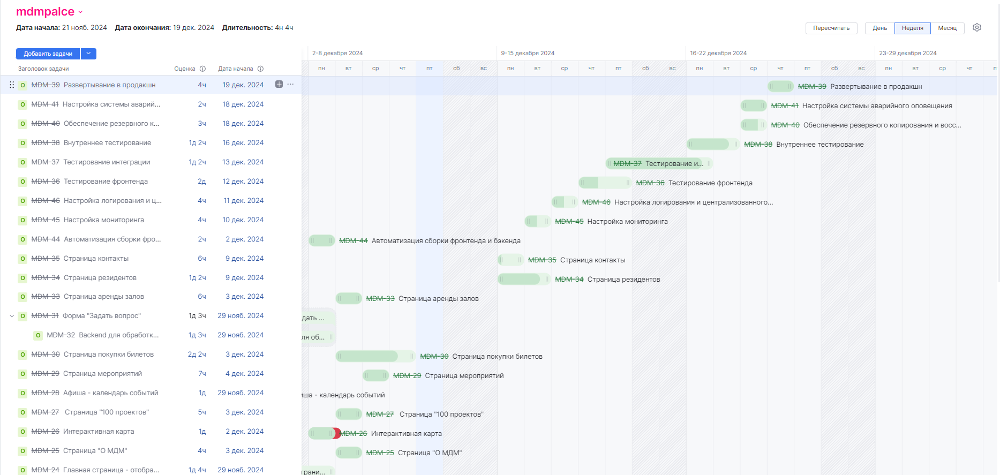 mdmpalce
Дата начала: 21 нояб. 2024 Дата окончания: 19 дек. 2024 Длительность: 4н 4ч
Пересчитать День Неделя Месяц
Добавить задачи
2-8 декабря 2024 9-15 декабря 2024 16-22 декабря 2024 23-29 декабря 2024
Заголовок задачи Оценка Дата начала
пн вт ср чт пт сб вс пн вт ср чт пт сб вс пн вт ср чт пт сб вс пн вт ср чт
O MDM-39 Развертывание в продакшн 4ч 19 дек. 2024 MDM-39 Развертывание в продакшн
O MDM-41 Настройка системы аварий... 2ч 18 дек. 2024 MDM-41 Настройка системы аварийного оповещения
O MDM-40 Обеспечение резервного к... 3ч 18 дек. 2024 MDM-40 Обеспечение резервного копирования и восс...
O MDM-38 Внутреннее тестирование 1д 2ч 16 дек. 2024 MDM-38 Внутреннее тестирование
O MDM-37 Тестирование интеграции 1д 2ч 13 дек. 2024 MDM-37 Тестирование и...
O MDM-36 Тестирование фронтенда 2д 12 дек. 2024 MDM-36 Тестирование фронтенда
O MDM-46 Настройка логирования и ц... 4ч 11 дек. 2024 MDM-46 Настройка логирования и централизованного...
O MDM-45 Настройка мониторинга 4ч 10 дек. 2024 MDM-45 Настройка мониторинга
O MDM-44 Автоматизация сборки фро... 2ч 2 дек. 2024 MDM-44 Автоматизация сборки фронтенда и бэкенда
O MDM-35 Страница контакты 6ч 9 дек. 2024 MDM-35 Страница контакты
O MDM-34 Страница резидентов 1д 2ч 9 дек. 2024 MDM-34 Страница резидентов
O MDM-33 Страница аренды залов 6ч 3 дек. 2024 MDM-33 Страница аренды залов
O MDM-31 Форма "Задать вопрос" 1д 3ч 29 нояб. 2024 дать ...
O MDM-32 Backend для обработк... 1д 3ч 29 нояб. 2024 ля об...
O MDM-30 Страница покупки билетов 2д 2ч 3 дек. 2024 MDM-30 Страница покупки билетов
O MDM-29 Страница мероприятий 7ч 4 дек. 2024 MDM-29 Страница мероприятий
O MDM-28 Афиша - календарь событий 1д 29 нояб. 2024 иша - календарь событий
O MDM-27 Страница "100 проектов" 5ч 3 дек. 2024 MDM-27 Страница "100 проектов"
O MDM-26 Интерактивная карта 1д 2 дек. 2024 MDM-26 Интерактивная карта
O MDM-25 Страница "О МДМ" 4ч 3 дек. 2024 MDM-25 Страница "О МДМ"
O MDM-24 Главная страница - отобра... 1д 4ч 29 нояб. 2024 трани...